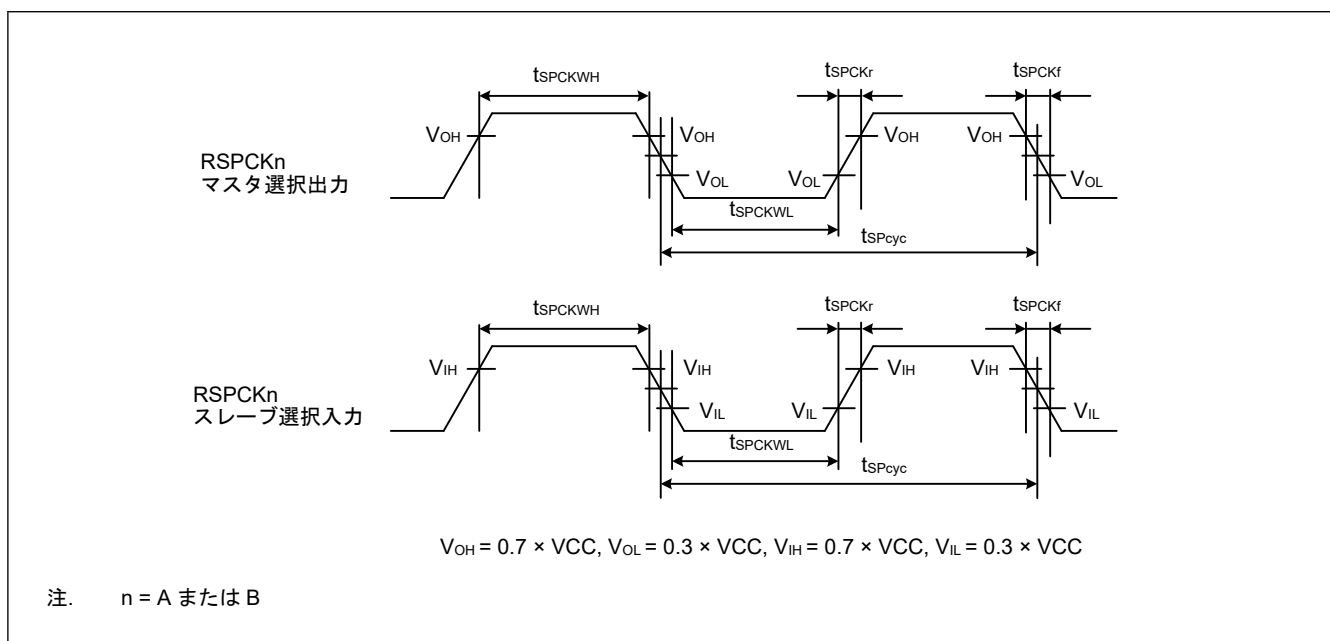 tSPCKWH tSPCKr tSPCKf
VOH VOH VOH VOH
RSPCKn
マスタ選択出力
VOL VOL VOL
tSPCKWL
tSPcyc
tSPCKWH tSPCKr tSPCKf
VIH VIH VIH VIH
RSPCKn
スレーブ選択入力
VIL VIL VIL
tSPCKWL
tSPcyc
VOH = 0.7 × VCC, VOL = 0.3 × VCC, VIH = 0.7 × VCC, VIL = 0.3 × VCC
注. n = A または B